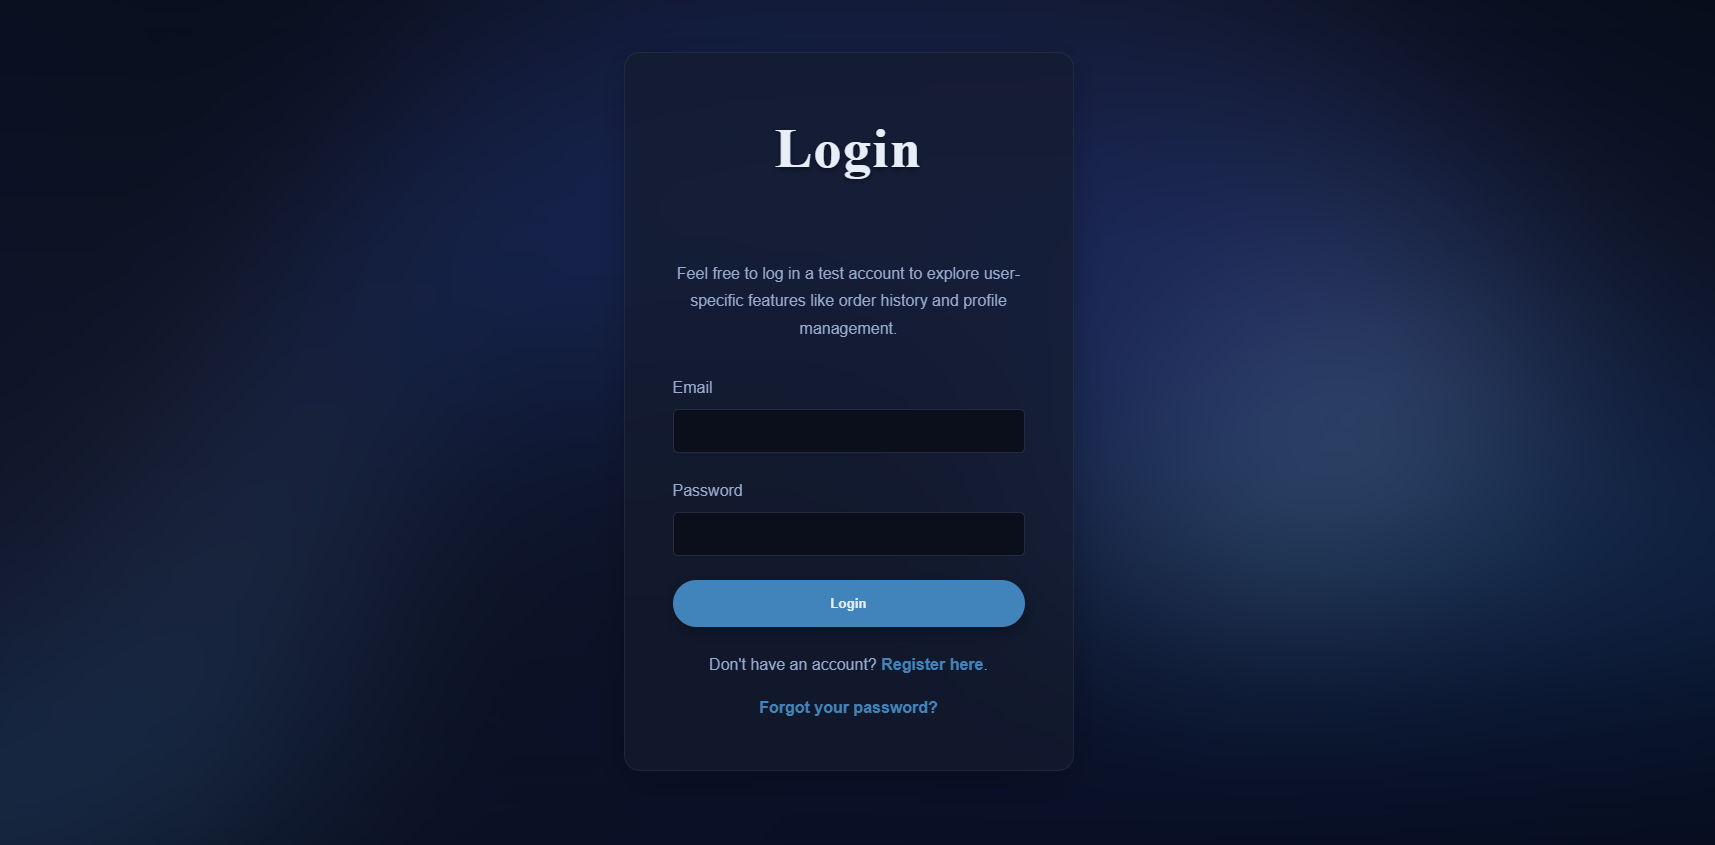 Login
Feel free to log in a test account to explore user-
specific features like order history and profile
management.
Email
Password
Login
Don't have an account? Register here.
Forgot your password?